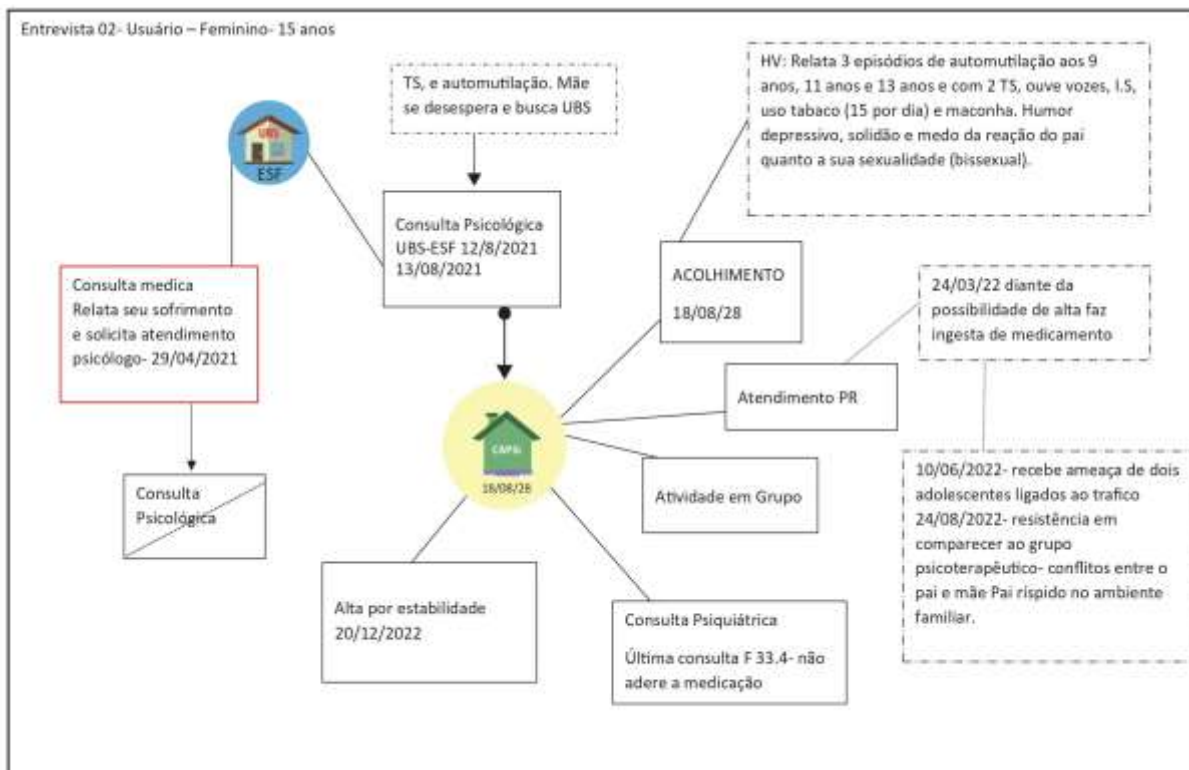 Entrevista 02- Usuário – Feminino- 15 anos
TS, e automutilação. Mãe
se desespera e busca UBS
HV: Relata 3 episódios de automutilação aos 9
anos, 11 anos e 13 anos e com 2 TS, ouve vozes, I.S,
uso tabaco (15 por dia) e maconha. Humor
depressivo, solidão e medo da reação do pai
quanto a sua sexualidade (bissexual).
UBS
ESF
Consulta Psicológica
UBS-ESF 12/8/2021
13/08/2021
ACOLHIMENTO
18/08/28
Consulta medica
Relata seu sofrimento
e solicita atendimento
psicólogo- 29/04/2021
24/03/22 diante da
possibilidade de alta faz
ingesta de medicamento
Atendimento PR
18/08/28
Consulta
Psicológica
Atividade em Grupo
10/06/2022- recebe ameaça de dois
adolescentes ligados ao trafico
24/08/2022- resistência em
comparecer ao grupo
psicoterapêutico- conflitos entre o
pai e mãe Pai ríspido no ambiente
familiar.
Alta por estabilidade
20/12/2022
Consulta Psiquiátrica
Última consulta F 33.4- não
adere a medicação